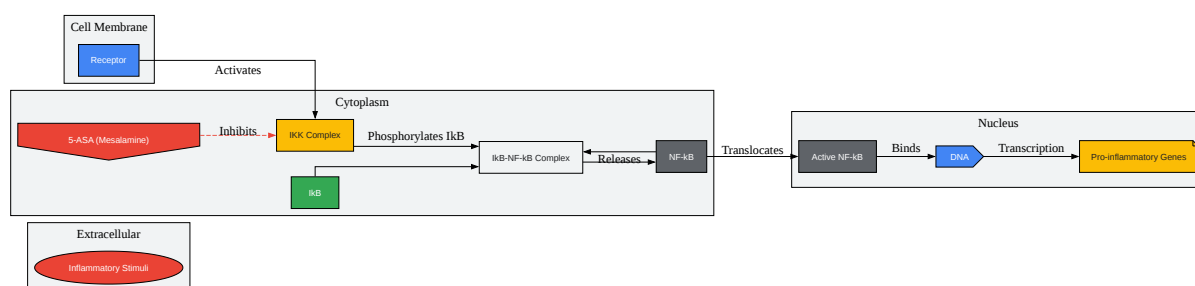 Cell Membrane
Receptor
Activates
Cytoplasm
5-ASA (Mesalamine)
Inhibits
IKK Complex
Phosphorylates IkB
IkB
IkB-NF-kB Complex
Releases
NF-kB
Translocates
Nucleus
Active NF-kB
Binds
DNA
Transcription
Pro-inflammatory Genes
Extracellular
Inflammatory Stimuli